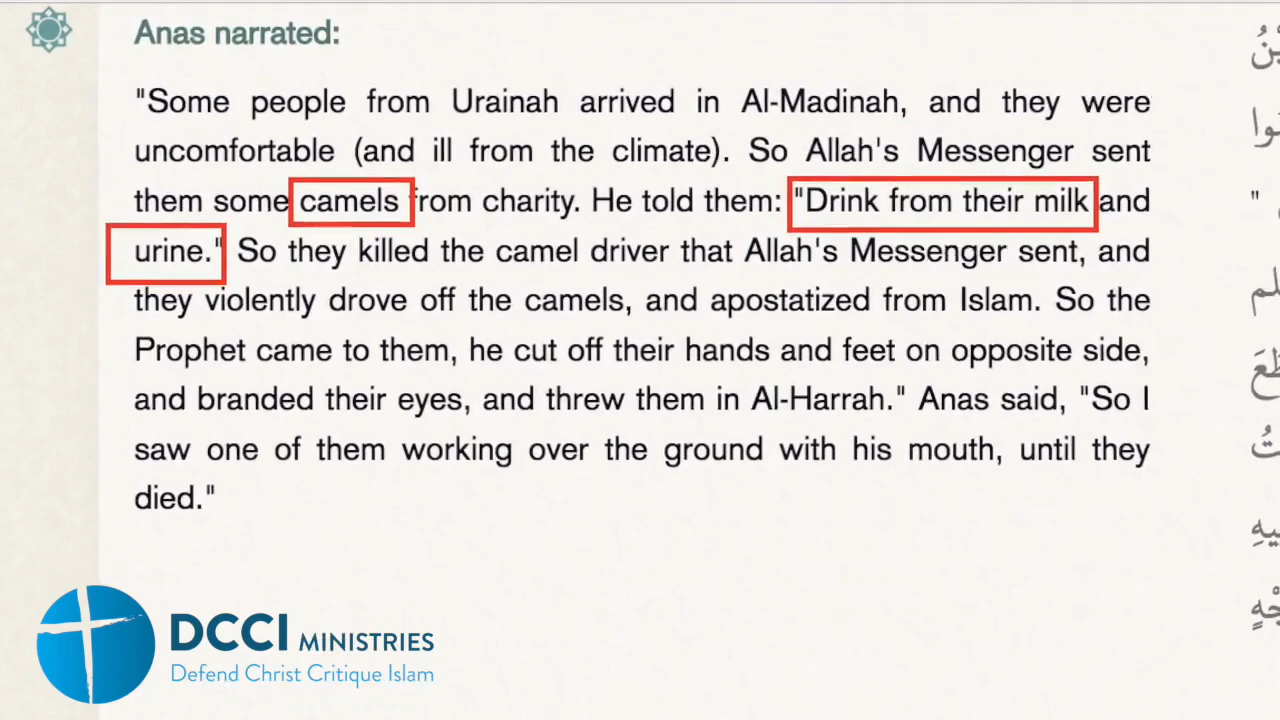 Anas narrated:
"Some people from Urainah arrived in Al-Madinah, and they were
uncomfortable (and ill from the climate). So Allah's Messenger sent
them some camels from charity. He told them: "Drink from their milk and
urine." So they killed the camel driver that Allah's Messenger sent, and
they violently drove off the camels, and apostatized from Islam. So the
Prophet came to them, he cut off their hands and feet on opposite side,
and branded their eyes, and threw them in Al-Harrah." Anas said, "So I
saw one of them working over the ground with his mouth, until they
died."
DCCI MINISTRIES
Defend Christ Critique Islam